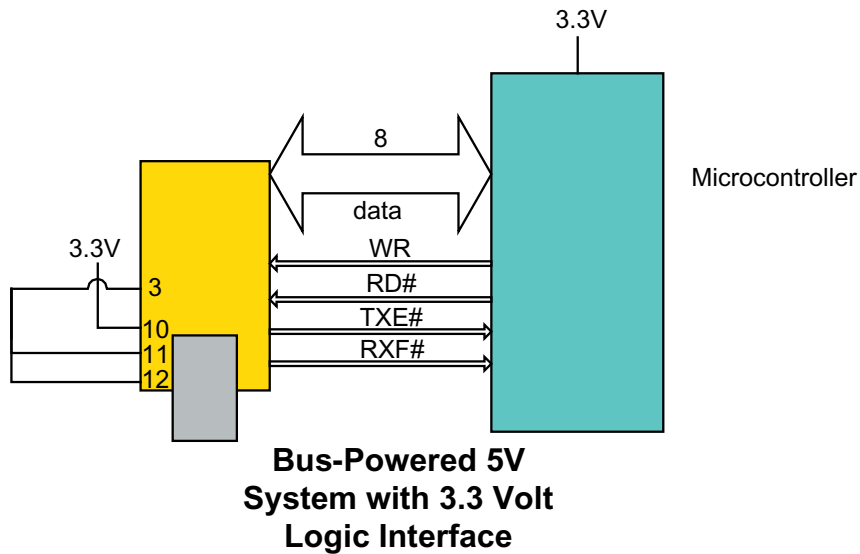 3.3V
8
Microcontroller
data
3.3V
WR
3
RD#
10
TXE#
11
RXF#
12
Bus-Powered 5V
System with 3.3 Volt
Logic Interface